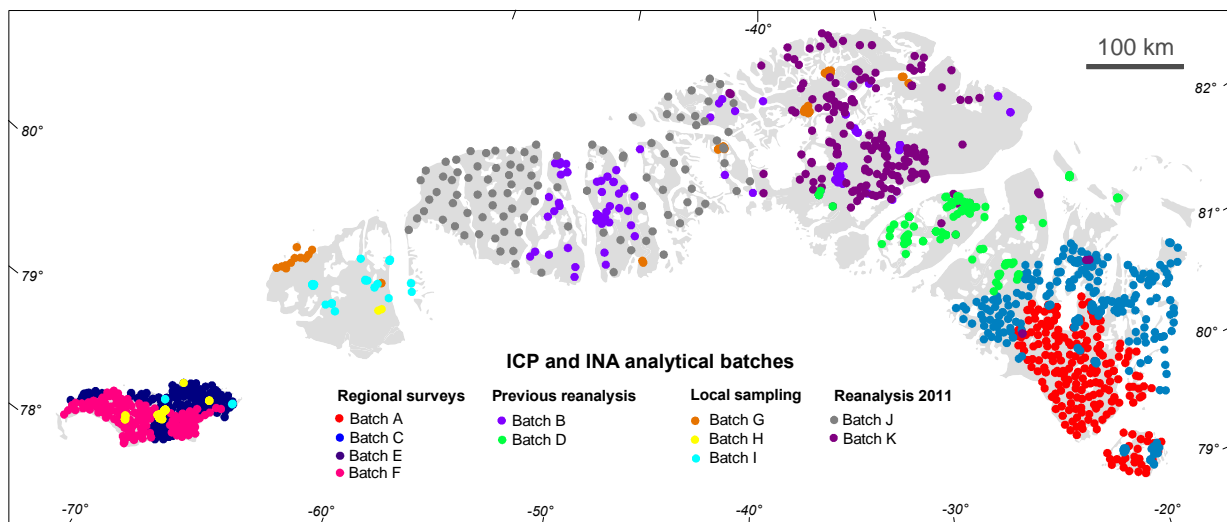 -40°
100 km
82°
80°
81°
79°
80°
ICP and INA analytical batches
Regional surveys
Previous reanalysis
Local sampling
Reanalysis 2011
Batch A
Batch B
Batch G
Batch J
78°
Batch C
Batch D
Batch H
Batch K
Batch E
Batch I
Batch F
79°
-70°
-60°
-50°
-40°
-30°
-20°